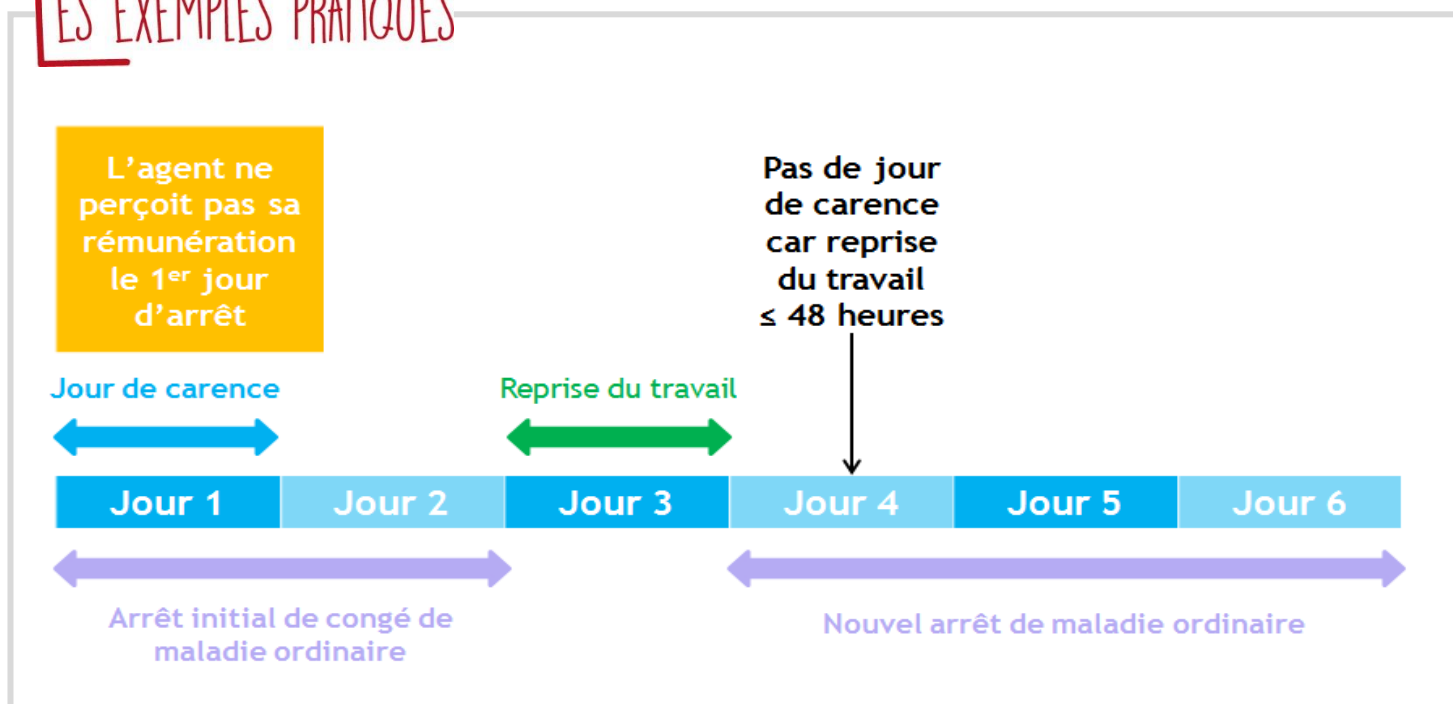 ES EXEMPLES PRATIQUES
L'agent ne
perçoit pas sa
rémunération
le 1er jour
d'arrêt
Pas de jour
de carence
car reprise
du travail
≤ 48 heures
Jour de carence
Reprise du travail
Jour 1
Jour 2
Jour 3
Jour 4
Jour 5
Jour 6
Arrêt initial de congé de
maladie ordinaire
Nouvel arrêt de maladie ordinaire